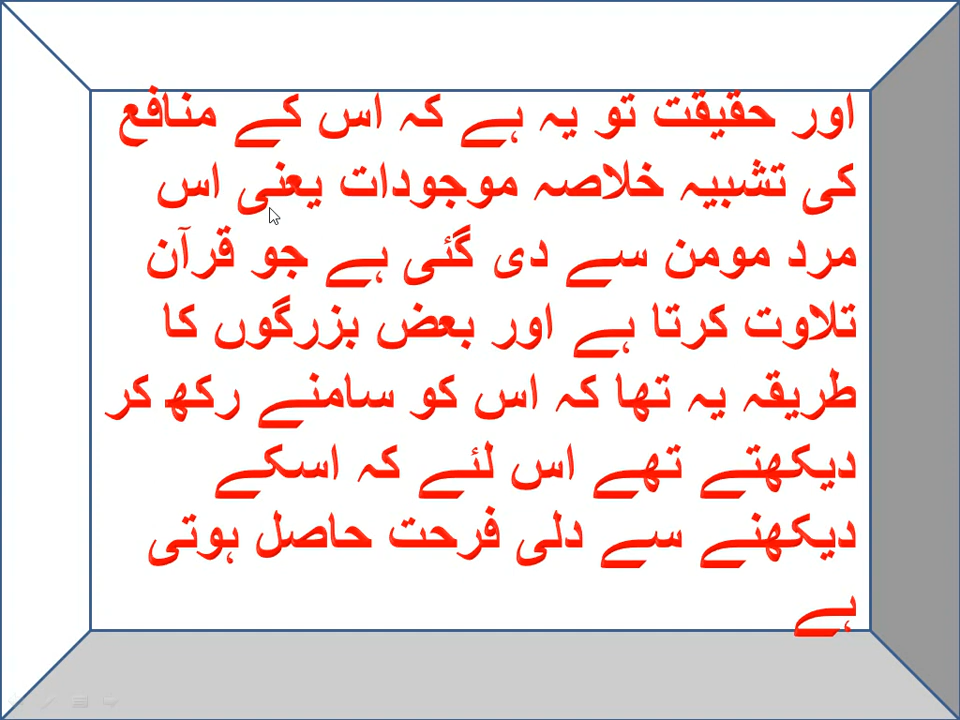 اور حقیقت تو یہ ہے کہ اس کے منافع
کی تشبیہ خلاصہ موجودات یعنی اس
مرد مومن سے دی گئی ہے جو قرآن
تلاوت کرتا ہے اور بعض بزرگوں کا
طریقہ یہ تھا کہ اس کو سامنے رکھ کر
دیکھتے تھے اس لئے کہ اسکے
دیکھنے سے دلی فرحت حاصل ہوتی
ہے